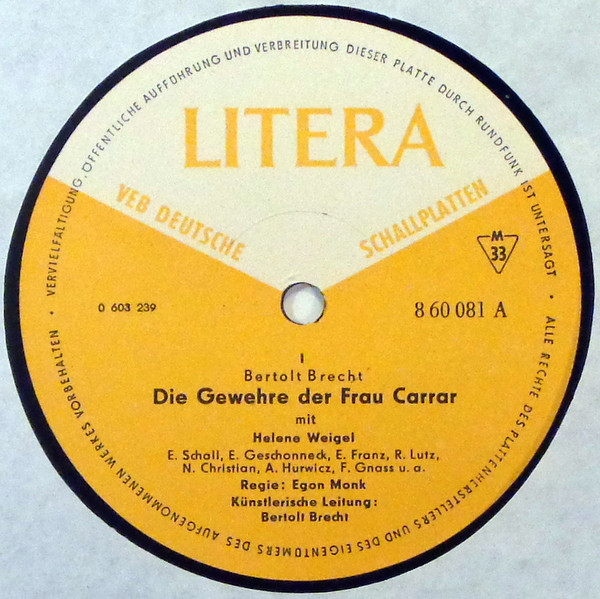 VERVIELFÄLTIGUNG, ÖFFENTLICHE AUFFÜHRUNG UND VERBREITUNG DIESER PLATTE DURCH RUNDFUNK IST UNTERSAGT •
LITERA
VEB DEUTSCHE SCHALLPLATTEN
M
33
0 603 239
8 60 081 A
I
Bertolt Brecht
Die Gewehre der Frau Carrar
mit
Helene Weigel
E. Schall, E. Geschonneck, E. Franz, R. Lutz,
N. Christian, A. Hurwicz, F. Gnass u. a.
Regie: Egon Monk
Künstlerische Leitung:
Bertolt Brecht
ALLE RECHTE DES PLATTENHERSTELLERS UND DES EIGENTÜMERS DES AUFGENOMMENEN WERKES VORBEHALTEN •